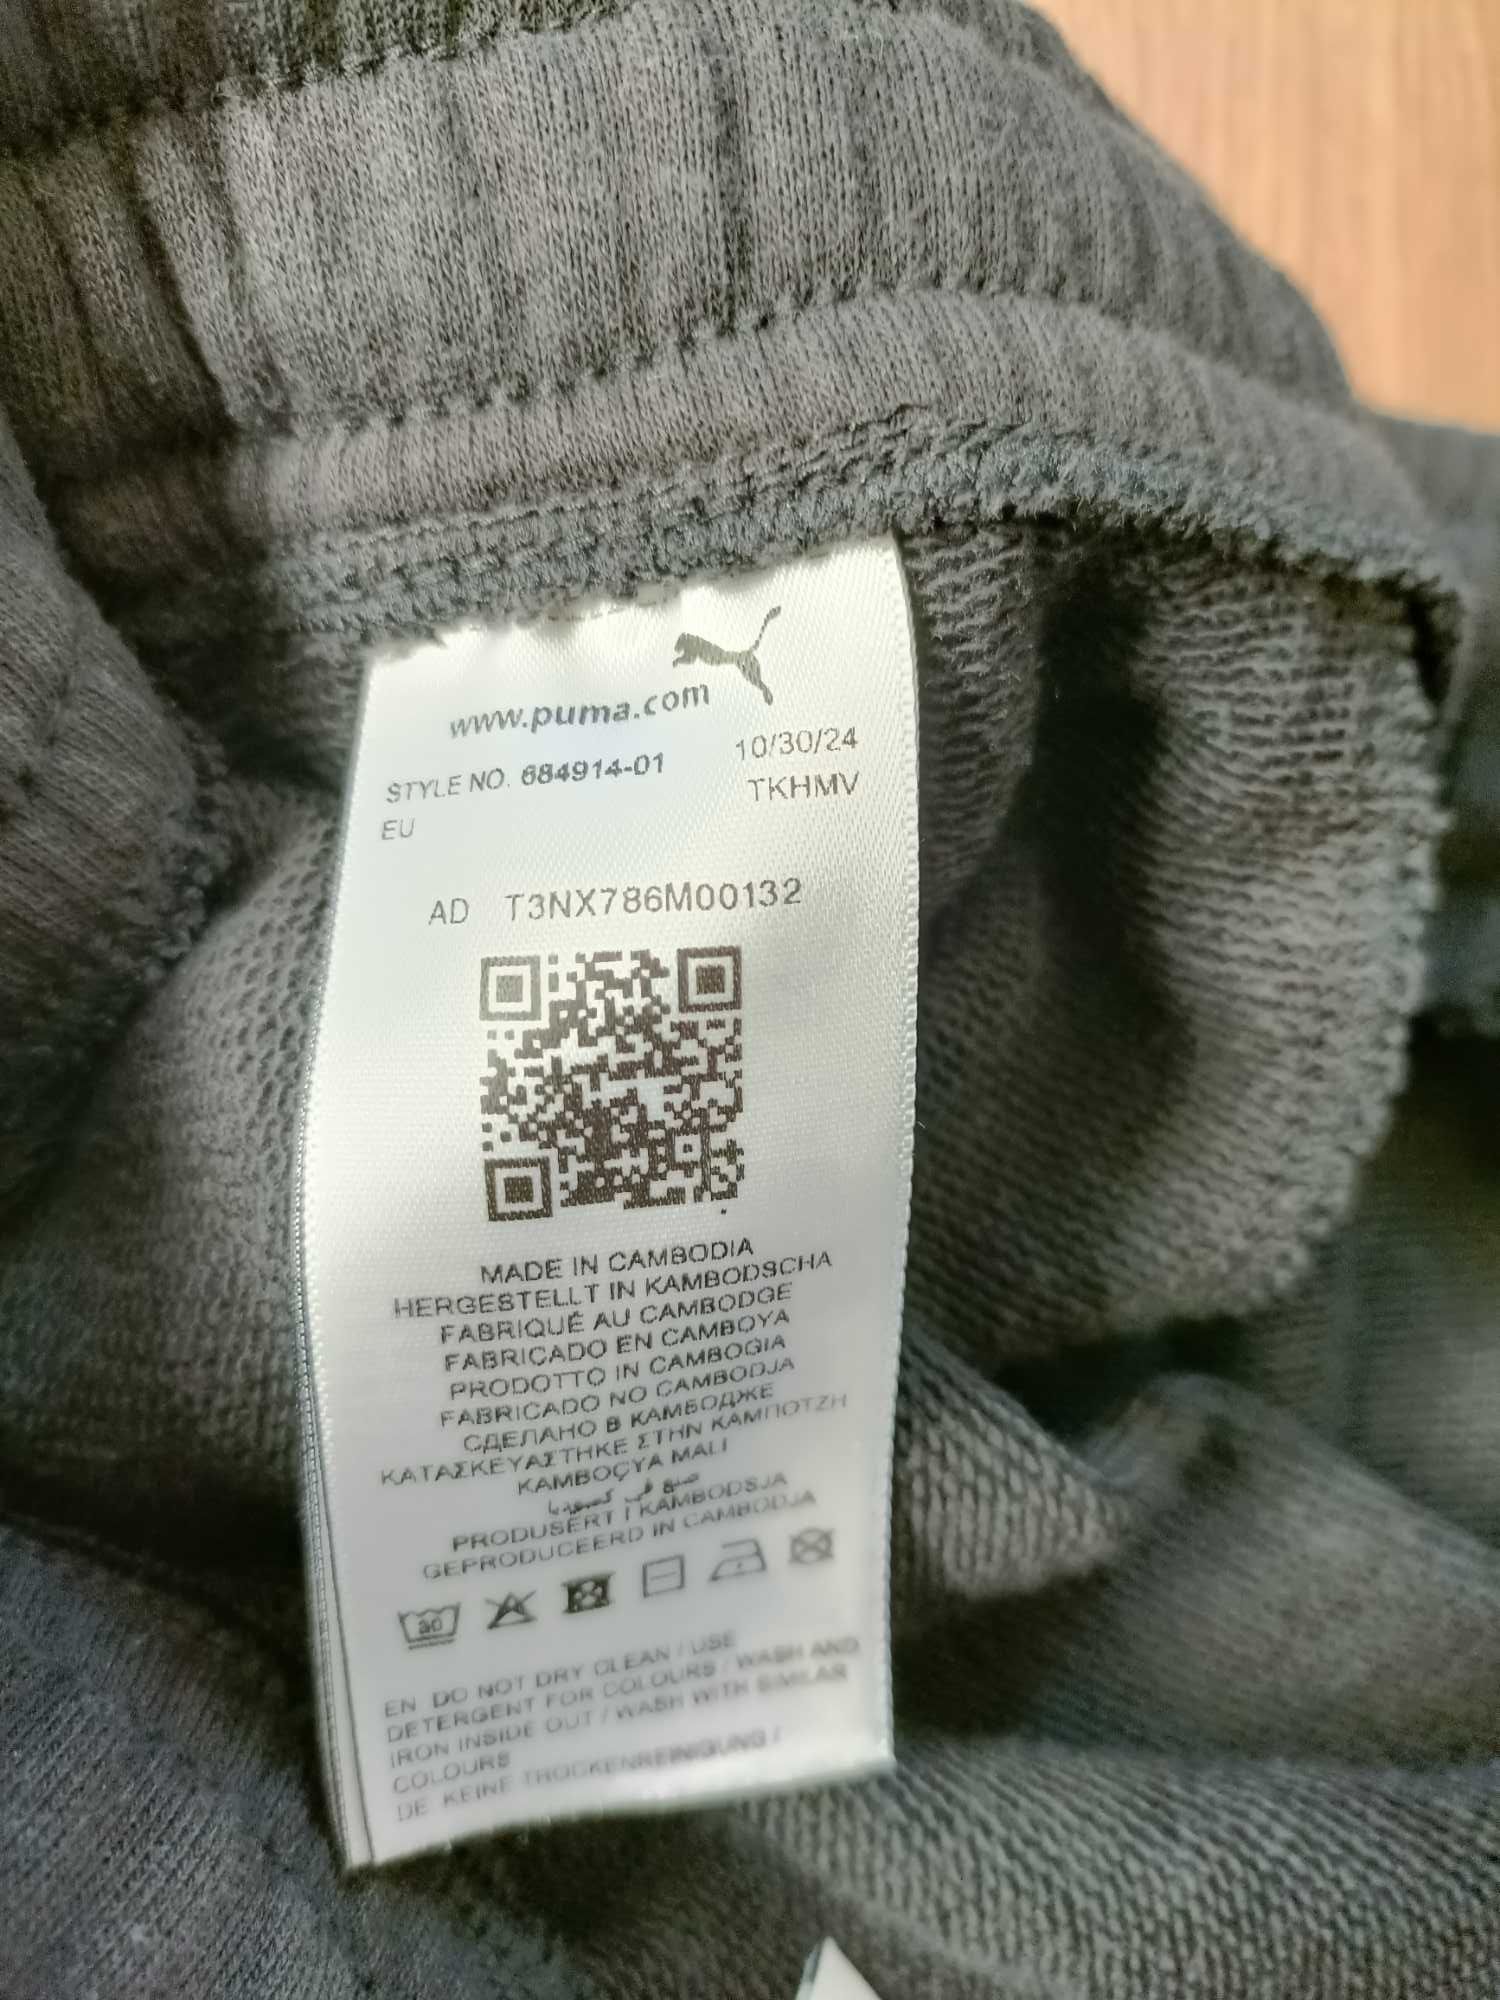 www.puma.com
STYLE NO. 684914-01 10/30/24
EU TKHMV
AD T3NX786M00132
MADE IN CAMBODIA
HERGESTELLT IN KAMBODSCHA
FABRIQUÉ AU CAMBODGE
FABRICADO EN CAMBOYA
PRODOTTO IN CAMBOGIA
FABRICADO NO CAMBODJA
СДЕЛАНО В КАМБОДЖЕ
ΚΑΤΑΣΚΕΥΑΣΤΗΚΕ ΣΤΗΝ ΚΑΜΠΟΤΖΗ
KAMBOÇYA MALI
صنع في كمبوديا
PRODUSERT I KAMBODSJA
GEPRODUCEERD IN CAMBODJA
30
EN DO NOT DRY CLEAN / USE
DETERGENT FOR COLOURS / WASH AND
IRON INSIDE OUT / WASH WITH SIMILAR
COLOURS
DE KEINE TROCKENREINIGUNG /